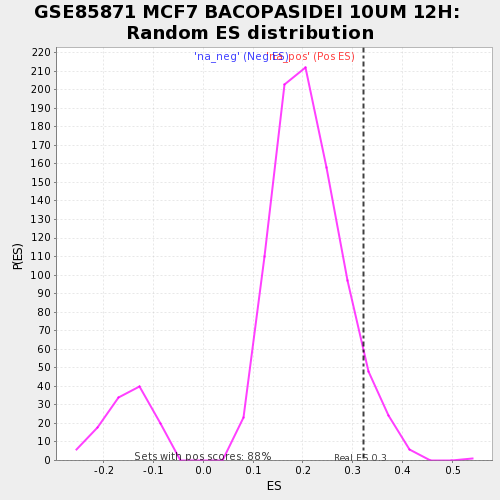 GSE85871 MCF7 BACOPASIDEI 10UM 12H:
Random ES distribution
'na_neg' (Neg ES)
'na_pos' (Pos ES)
220
210
200
190
180
170
160
150
140
130
120
110
100
90
80
70
60
50
40
30
20
10
0
P(ES)
Sets with pos scores: 88%
Real ES 0.3
-0.2 -0.1 0.0 0.1 0.2 0.3 0.4 0.5
ES